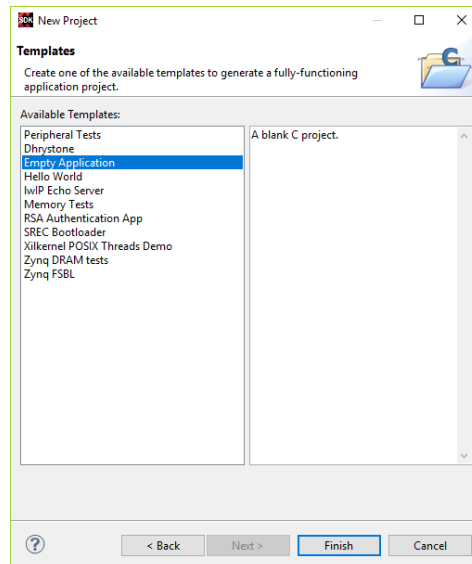 SDK New Project
Templates
C
Create one of the available templates to generate a fully-functioning
application project.
Available Templates:
Peripheral Tests
Dhrystone
Empty Application
Hello World
lwIP Echo Server
Memory Tests
RSA Authentication App
SREC Bootloader
Xilkernel POSIX Threads Demo
Zynq DRAM tests
Zynq FSBL
A blank C project.
?
< Back
Next >
Finish
Cancel